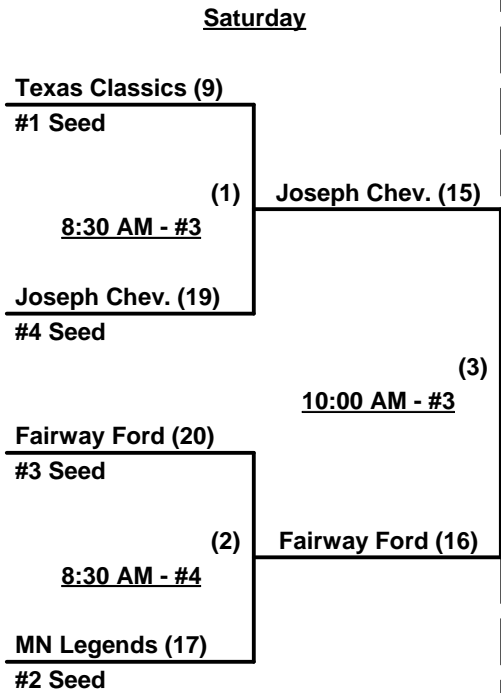 Saturday
Texas Classics (9)
#1 Seed
(1)
Joseph Chev. (15)
8:30 AM - #3
Joseph Chev. (19)
#4 Seed
(3)
10:00 AM - #3
Fairway Ford (20)
#3 Seed
(2)
Fairway Ford (16)
8:30 AM - #4
MN Legends (17)
#2 Seed